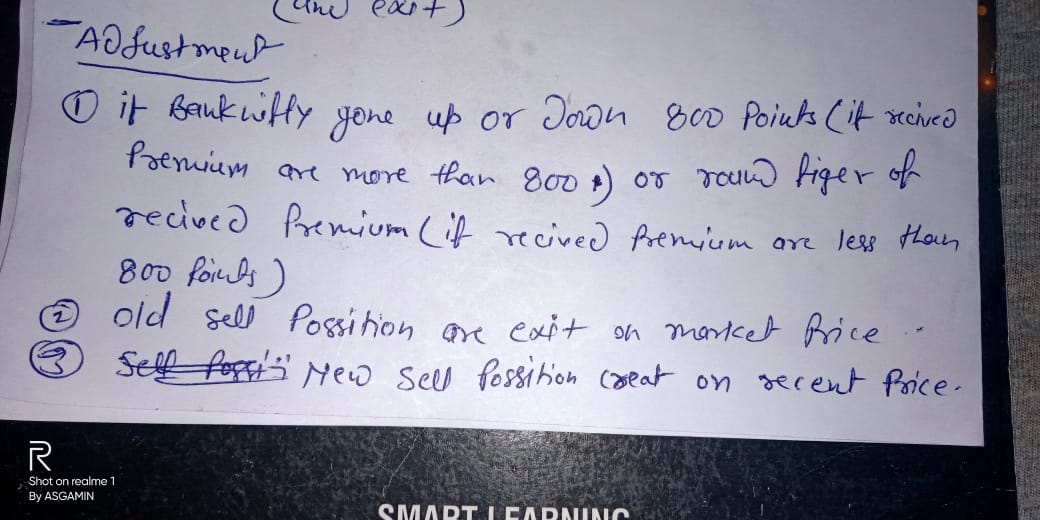 (and exit)
Adjustment
① if Banknifty gone up or Down 800 Points (if recived
Premium are more than 800) or round figer of
recived Premium (if recived Premium are less than
800 Points)
② old sell Possition are exit on market Price
③ New Sell Possition Creat on recent Price.
R
Shot on realme 1
By ASGAMIN
SMART LEARNING